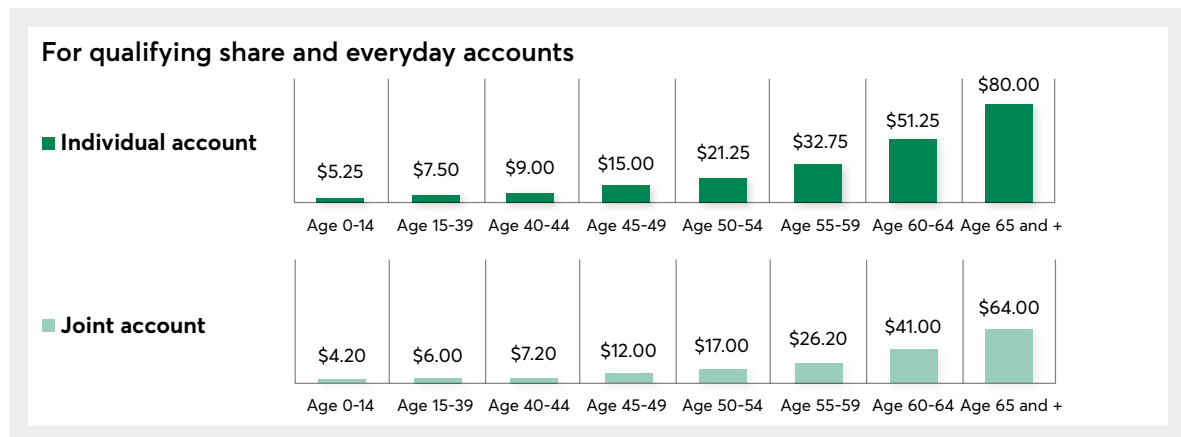 For qualifying share and everyday accounts
Individual account
$5.25 $7.50 $9.00 $15.00 $21.25 $32.75 $51.25 $80.00
Age 0-14 Age 15-39 Age 40-44 Age 45-49 Age 50-54 Age 55-59 Age 60-64 Age 65 and +
Joint account
$4.20 $6.00 $7.20 $12.00 $17.00 $26.20 $41.00 $64.00
Age 0-14 Age 15-39 Age 40-44 Age 45-49 Age 50-54 Age 55-59 Age 60-64 Age 65 and +